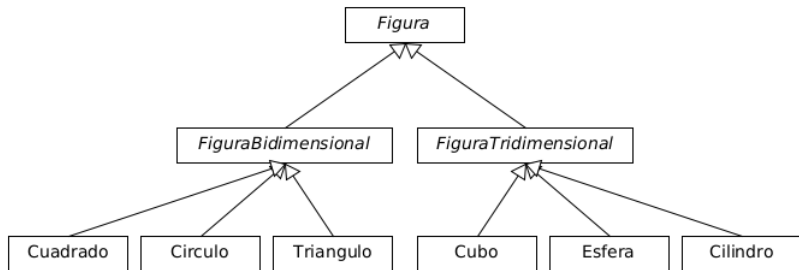 Figura
FiguraBidimensional
FiguraTridimensional
Cuadrado
Circulo
Triangulo
Cubo
Esfera
Cilindro